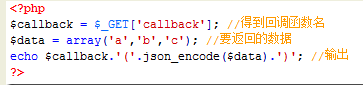 <?php
$callback = $_GET['callback']; //得到回调函数名
$data = array('a','b','c'); //要返回的数据
echo $callback.'('.json_encode($data).')'; //输出
?>